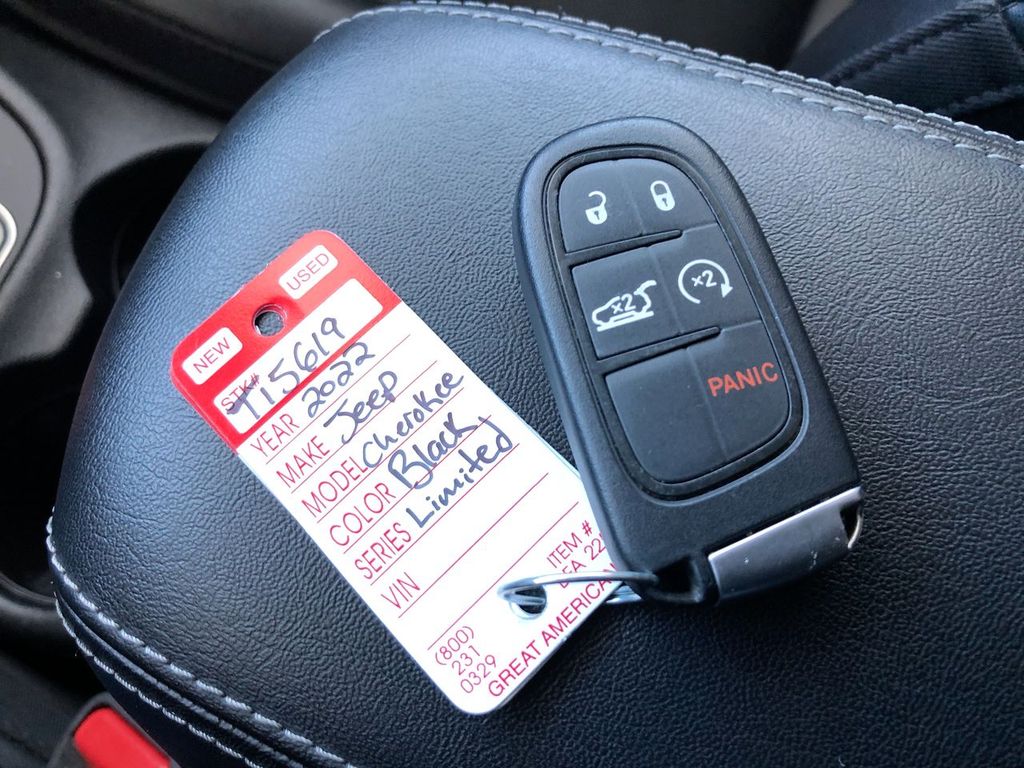 NEW USED
STK# T15619
YEAR 2022
MAKE Jeep
MODEL Cherokee
COLOR Black
SERIES Limited
VIN
(800)
231
0329
ITEM #
GREAT AMERICAN
x2
x2
PANIC